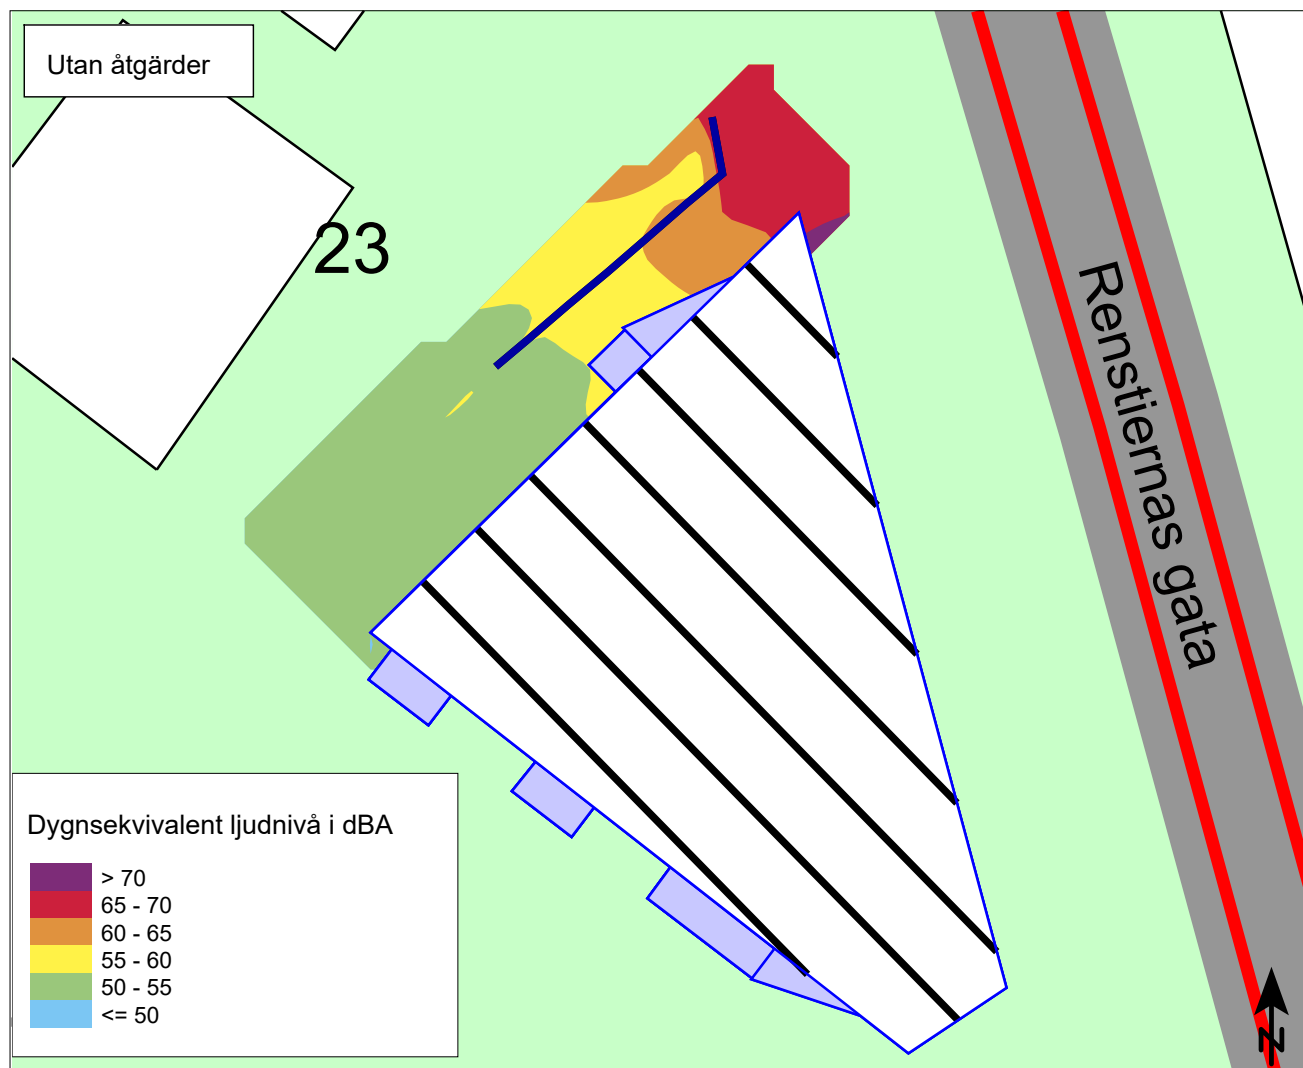 Utan åtgärder
23
Renstiernas gata
Dygnsekvivalent ljudnivå i dBA
> 70
65 - 70
60 - 65
55 - 60
50 - 55
<= 50
N